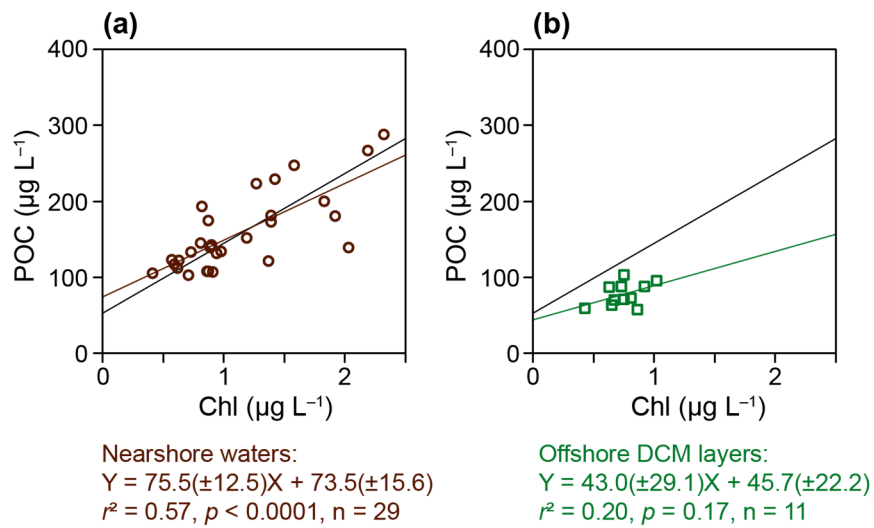 (a)
400
300
200
100
0
POC (µg L⁻¹)
0 1 2
Chl (µg L⁻¹)
Nearshore waters:
Y = 75.5(±12.5)X + 73.5(±15.6)
r² = 0.57, p < 0.0001, n = 29
(b)
400
300
200
100
0
POC (µg L⁻¹)
0 1 2
Chl (µg L⁻¹)
Offshore DCM layers:
Y = 43.0(±29.1)X + 45.7(±22.2)
r² = 0.20, p = 0.17, n = 11